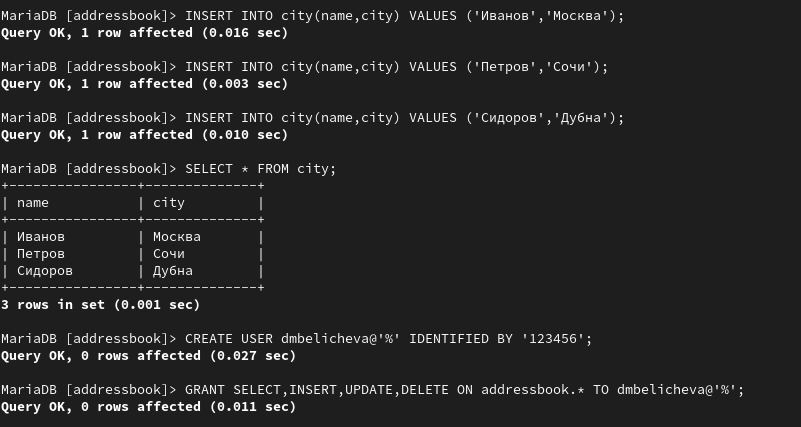 MariaDB [addressbook]> INSERT INTO city(name,city) VALUES ('Иванов','Москва');
Query OK, 1 row affected (0.016 sec)
MariaDB [addressbook]> INSERT INTO city(name,city) VALUES ('Петров','Сочи');
Query OK, 1 row affected (0.003 sec)
MariaDB [addressbook]> INSERT INTO city(name,city) VALUES ('Сидоров','Дубна');
Query OK, 1 row affected (0.010 sec)
MariaDB [addressbook]> SELECT * FROM city;
+----------------+--------------+
| name           | city         |
+----------------+--------------+
| Иванов         | Москва       |
| Петров         | Сочи         |
| Сидоров        | Дубна        |
+----------------+--------------+
3 rows in set (0.001 sec)
MariaDB [addressbook]> CREATE USER dmbelicheva@'%' IDENTIFIED BY '123456';
Query OK, 0 rows affected (0.027 sec)
MariaDB [addressbook]> GRANT SELECT,INSERT,UPDATE,DELETE ON addressbook.* TO dmbelicheva@'%';
Query OK, 0 rows affected (0.011 sec)